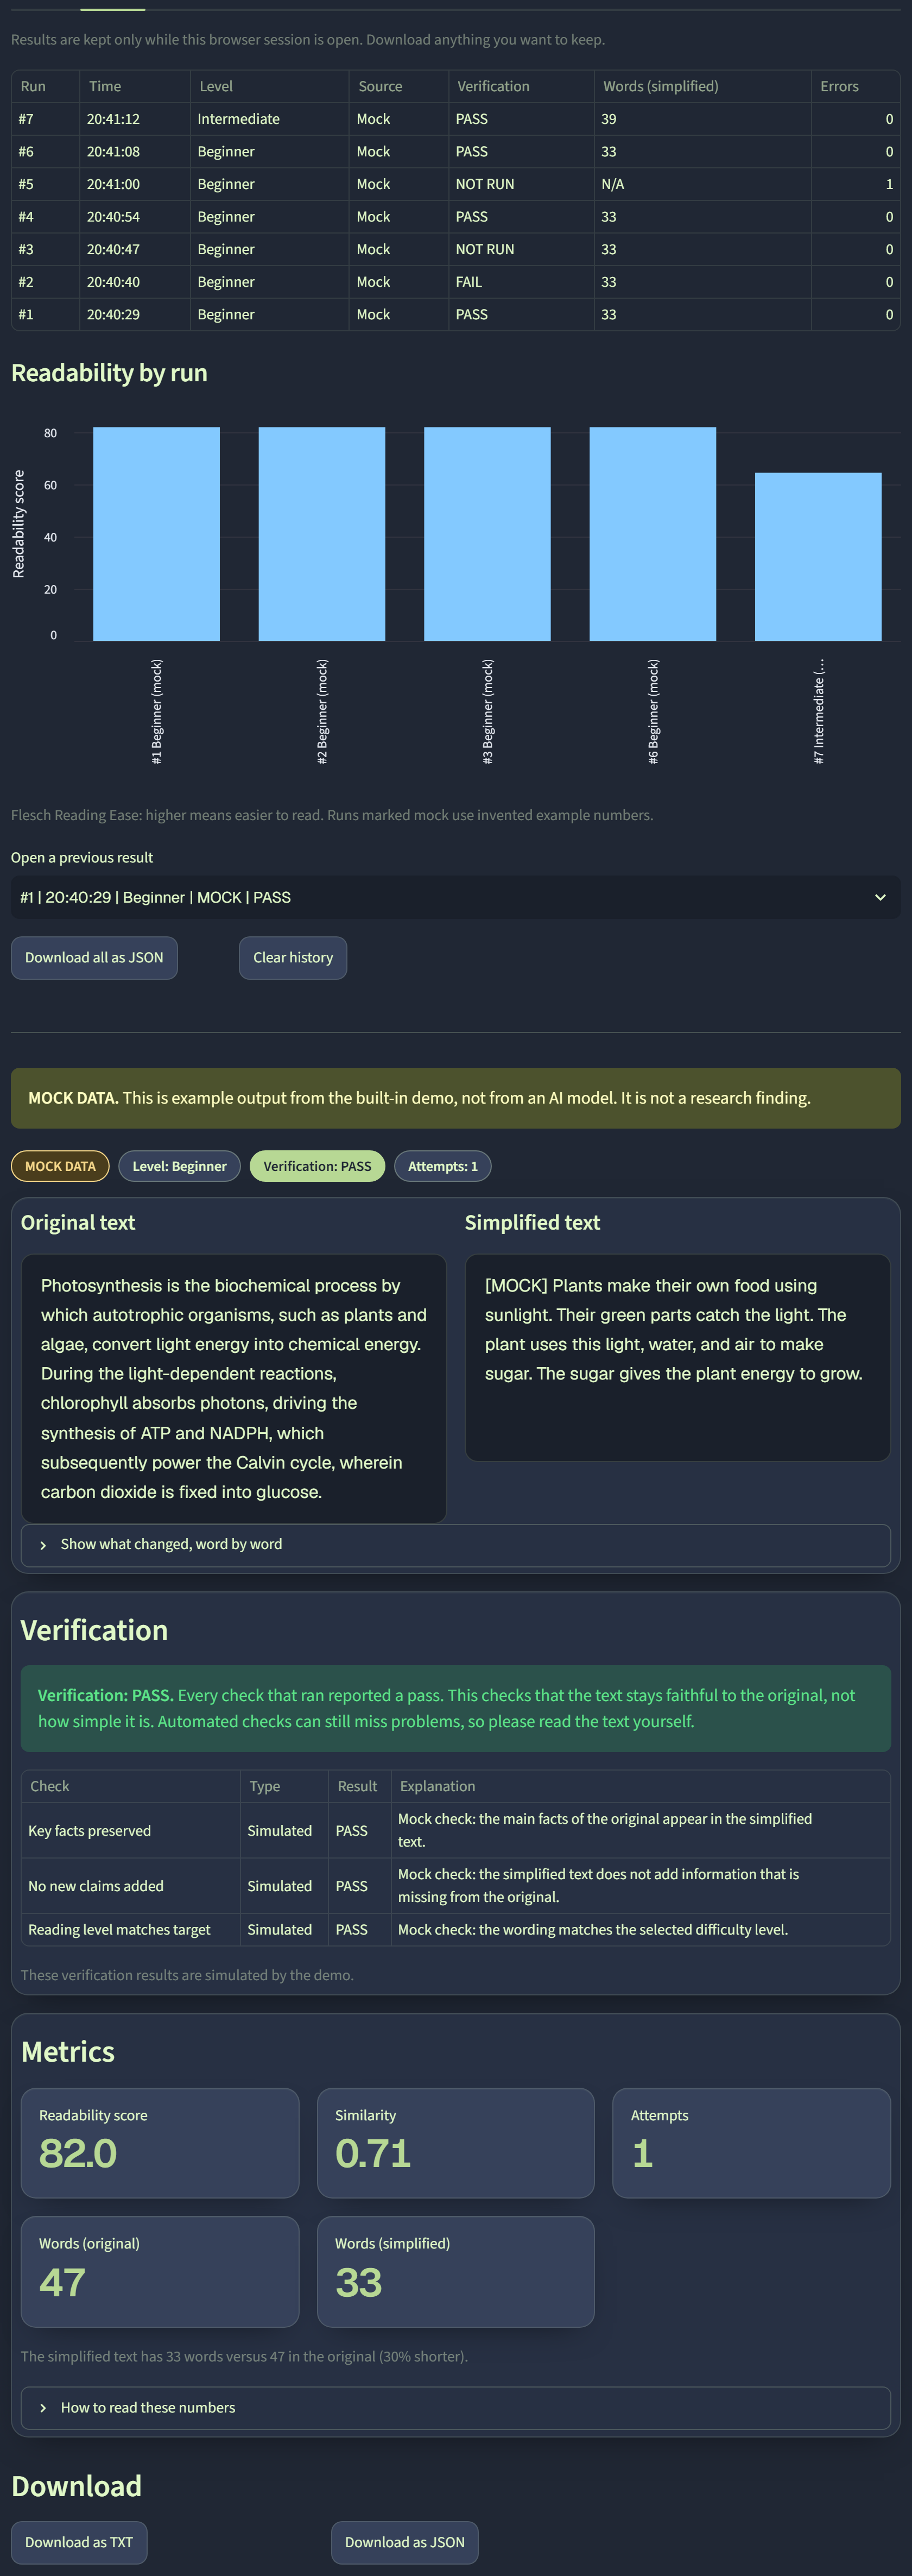 Results are kept only while this browser session is open. Download anything you want to keep.
Run Time Level Source Verification Words (simplified) Errors
#7 20:41:12 Intermediate Mock PASS 39 0
#6 20:41:08 Beginner Mock PASS 33 0
#5 20:41:00 Beginner Mock NOT RUN N/A 1
#4 20:40:54 Beginner Mock PASS 33 0
#3 20:40:47 Beginner Mock NOT RUN 33 0
#2 20:40:40 Beginner Mock FAIL 33 0
#1 20:40:29 Beginner Mock PASS 33 0
Readability by run
Readability score
80
60
40
20
0
#1 Beginner (mock)
#2 Beginner (mock)
#3 Beginner (mock)
#6 Beginner (mock)
#7 Intermediate (…
Flesch Reading Ease: higher means easier to read. Runs marked mock use invented example numbers.
Open a previous result
#1 | 20:40:29 | Beginner | MOCK | PASS
Download all as JSON
Clear history
MOCK DATA. This is example output from the built-in demo, not from an AI model. It is not a research finding.
MOCK DATA Level: Beginner Verification: PASS Attempts: 1
Original text
Photosynthesis is the biochemical process by
which autotrophic organisms, such as plants and
algae, convert light energy into chemical energy.
During the light-dependent reactions,
chlorophyll absorbs photons, driving the
synthesis of ATP and NADPH, which
subsequently power the Calvin cycle, wherein
carbon dioxide is fixed into glucose.
Simplified text
[MOCK] Plants make their own food using
sunlight. Their green parts catch the light. The
plant uses this light, water, and air to make
sugar. The sugar gives the plant energy to grow.
Show what changed, word by word
Verification
Verification: PASS. Every check that ran reported a pass. This checks that the text stays faithful to the original, not
how simple it is. Automated checks can still miss problems, so please read the text yourself.
Check Type Result Explanation
Key facts preserved Simulated PASS Mock check: the main facts of the original appear in the simplified
text.
No new claims added Simulated PASS Mock check: the simplified text does not add information that is
missing from the original.
Reading level matches target Simulated PASS Mock check: the wording matches the selected difficulty level.
These verification results are simulated by the demo.
Metrics
Readability score
82.0
Similarity
0.71
Attempts
1
Words (original)
47
Words (simplified)
33
The simplified text has 33 words versus 47 in the original (30% shorter).
How to read these numbers
Download
Download as TXT
Download as JSON